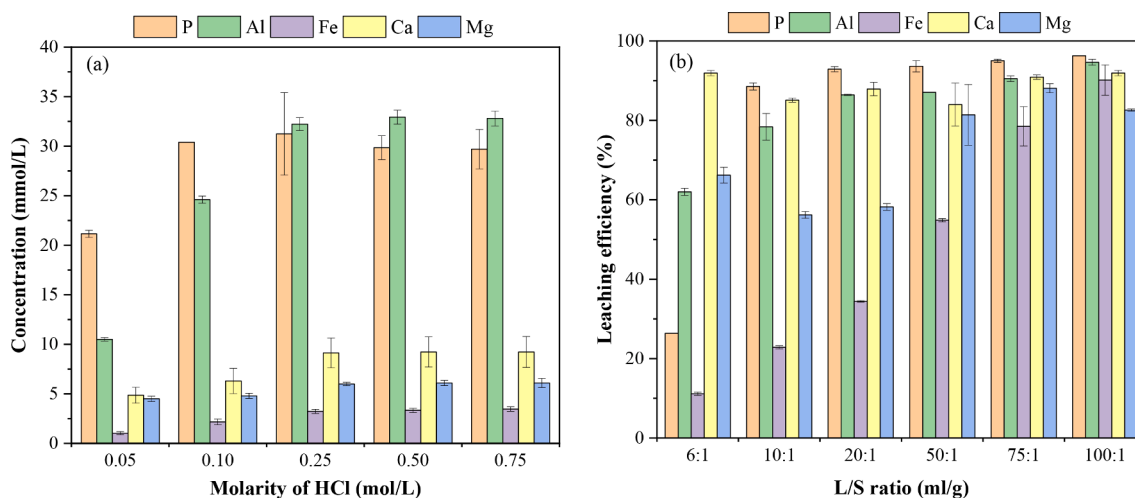 P Al Fe Ca Mg
(a)
40
35
30
25
20
15
10
5
0
Concentration (mmol/L)
0.05 0.10 0.25 0.50 0.75
Molarity of HCl (mol/L)
P Al Fe Ca Mg
(b)
100
80
60
40
20
0
Leaching efficiency (%)
6:1 10:1 20:1 50:1 75:1 100:1
L/S ratio (ml/g)